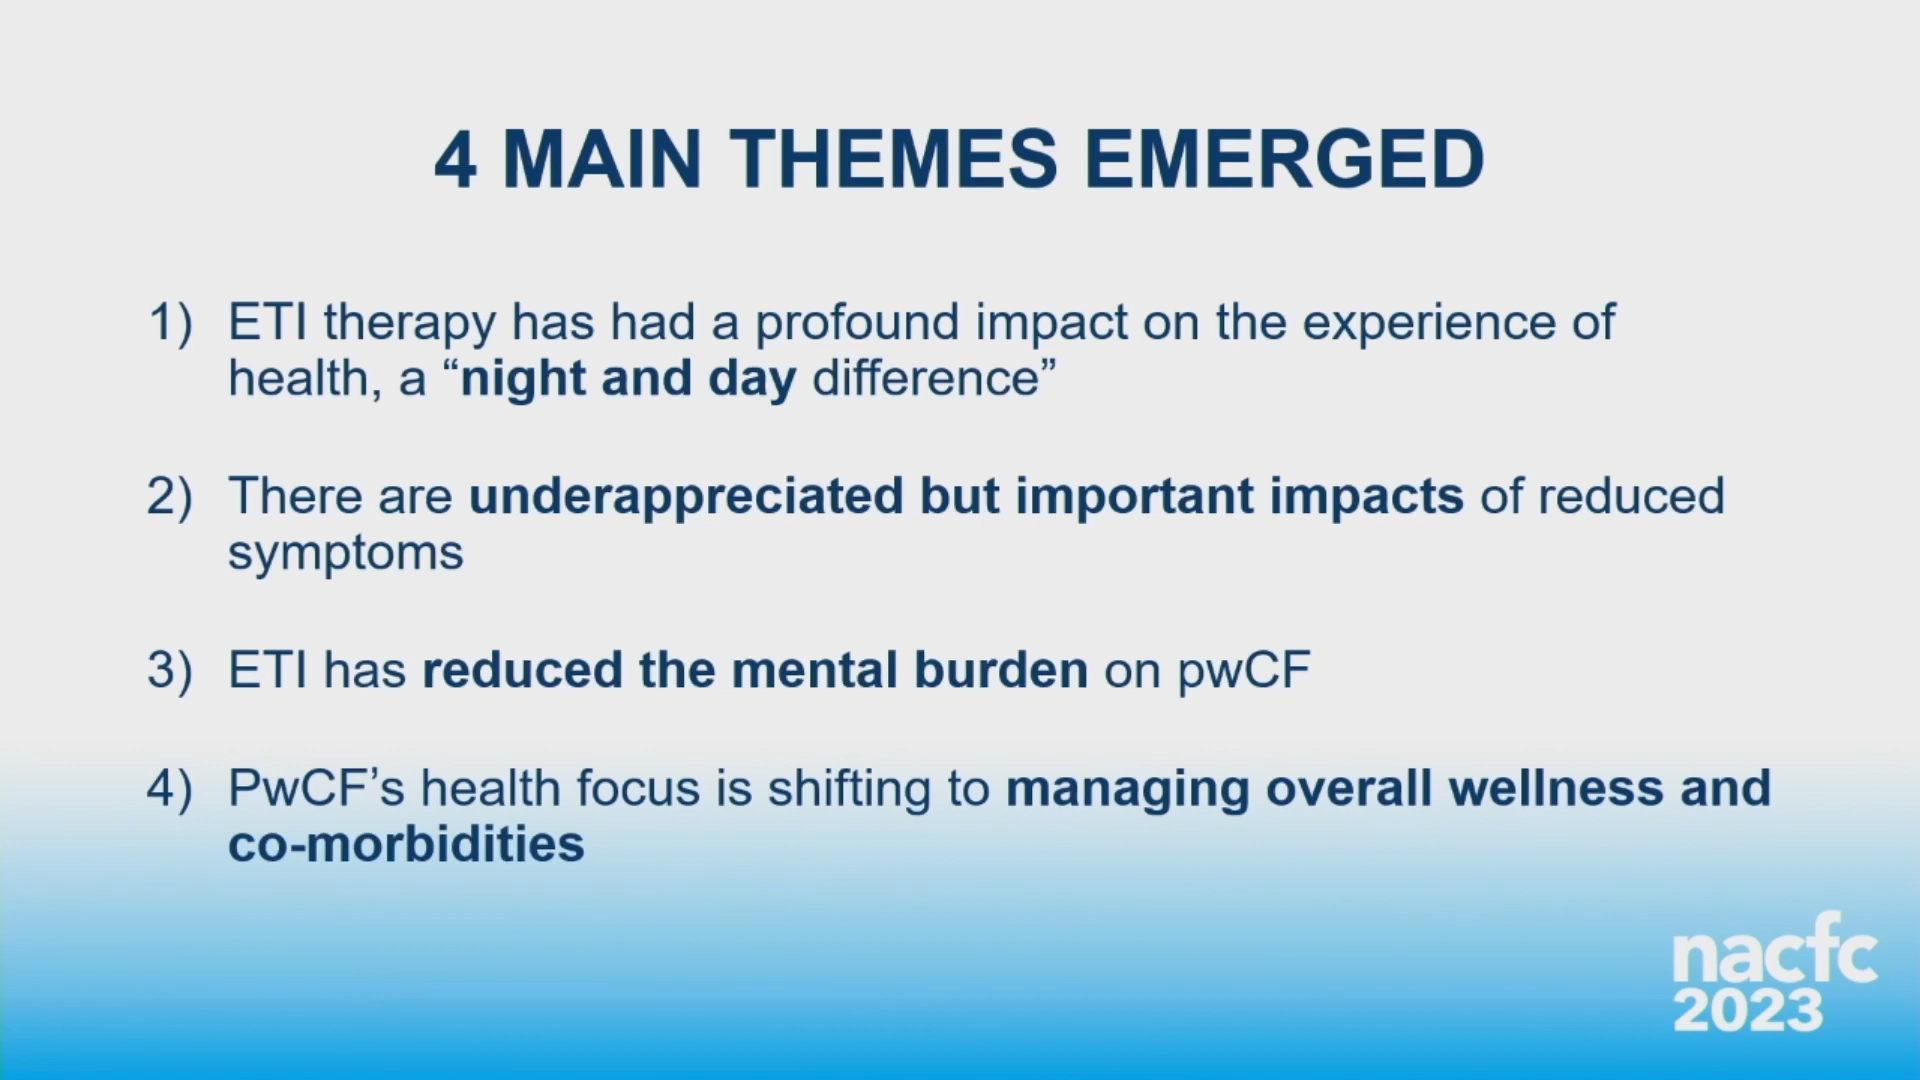 4 MAIN THEMES EMERGED
1) ETI therapy has had a profound impact on the experience of
health, a “night and day difference”
2) There are underappreciated but important impacts of reduced
symptoms
3) ETI has reduced the mental burden on pwCF
4) PwCF’s health focus is shifting to managing overall wellness and
co-morbidities
nacfc
2023